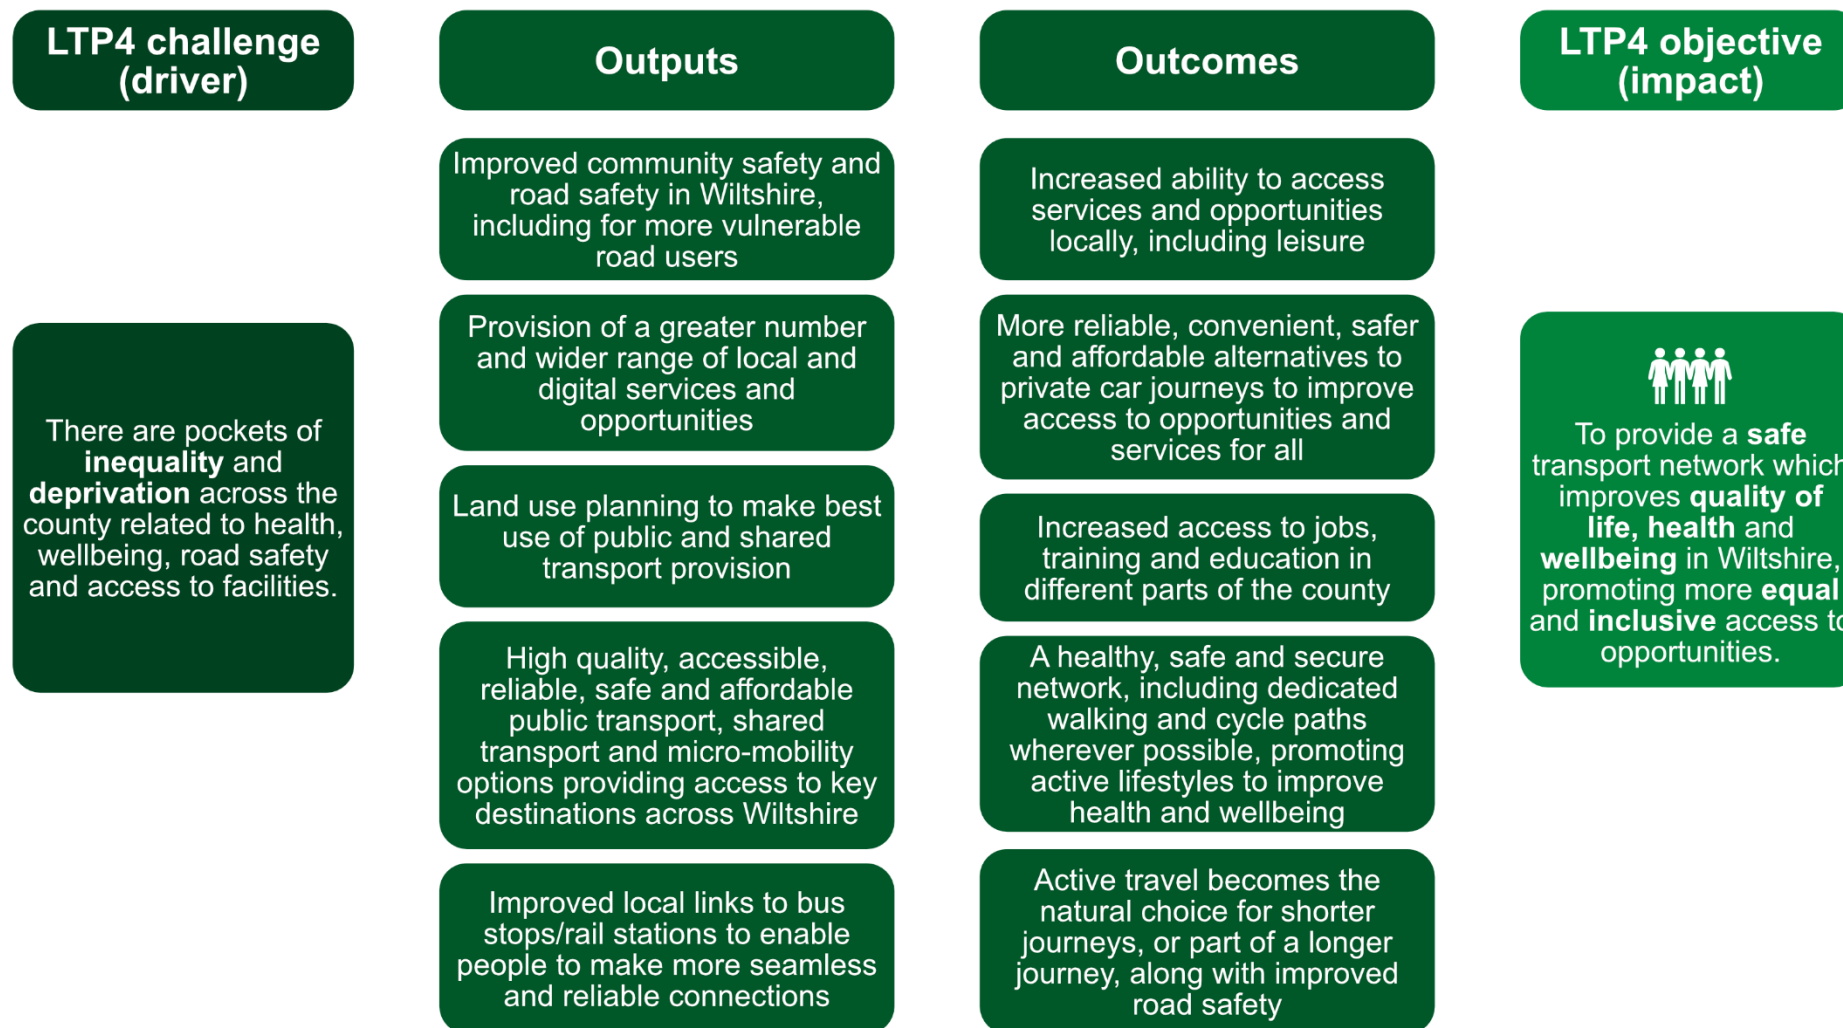 LTP4 challenge
(driver)
Outputs
Outcomes
LTP4 objective
(impact)
There are pockets of
inequality and
deprivation across the
county related to health,
wellbeing, road safety
and access to facilities.
Improved community safety and
road safety in Wiltshire,
including for more vulnerable
road users
Provision of a greater number
and wider range of local and
digital services and
opportunities
Land use planning to make best
use of public and shared
transport provision
High quality, accessible,
reliable, safe and affordable
public transport, shared
transport and micro-mobility
options providing access to key
destinations across Wiltshire
Improved local links to bus
stops/rail stations to enable
people to make more seamless
and reliable connections
Increased ability to access
services and opportunities
locally, including leisure
More reliable, convenient, safer
and affordable alternatives to
private car journeys to improve
access to opportunities and
services for all
Increased access to jobs,
training and education in
different parts of the county
A healthy, safe and secure
network, including dedicated
walking and cycle paths
wherever possible, promoting
active lifestyles to improve
health and wellbeing
Active travel becomes the
natural choice for shorter
journeys, or part of a longer
journey, along with improved
road safety
To provide a safe
transport network which
improves quality of
life, health and
wellbeing in Wiltshire,
promoting more equal
and inclusive access to
opportunities.